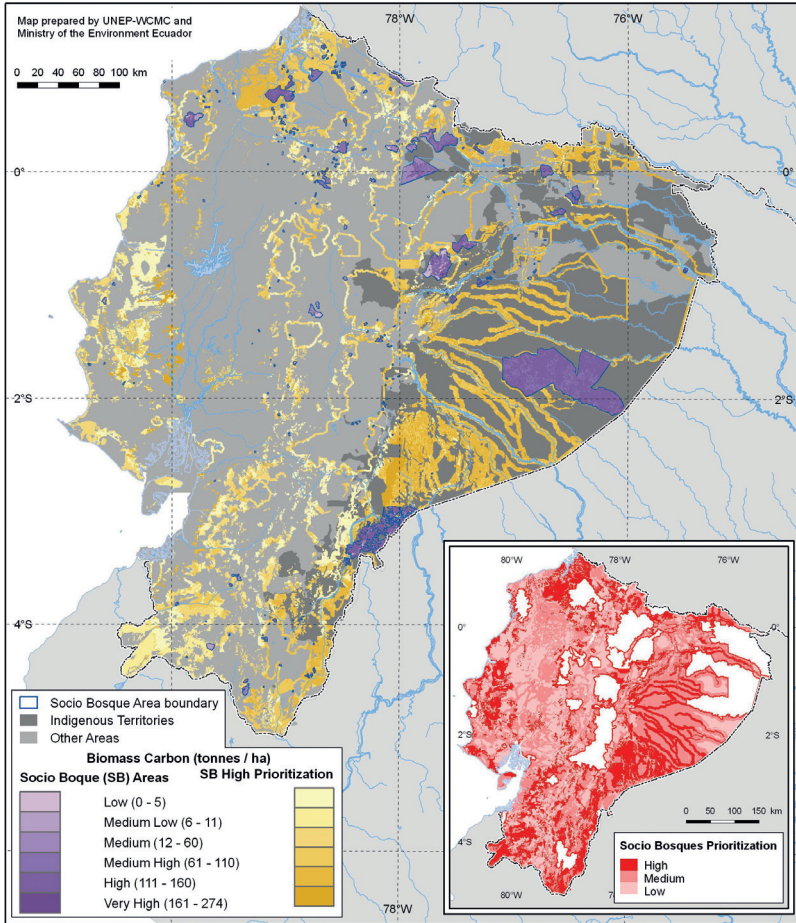 Map prepared by UNEP-WCMC and
Ministry of the Environment Ecuador
0 20 40 60 80 100 km
78°W
76°W
0°
0°
2°S
2°S
4°S
78°W
Socio Bosque Area boundary
Indigenous Territories
Other Areas
Biomass Carbon (tonnes / ha)
Socio Boque (SB) Areas
SB High Prioritization
Low (0 - 5)
Medium Low (6 - 11)
Medium (12 - 60)
Medium High (61 - 110)
High (111 - 160)
Very High (161 - 274)
80°W
78°W
76°W
0°
0°
2°S
2°S
4°S
0 50 100 150 km
80°W
Socio Bosques Prioritization
High
Medium
Low